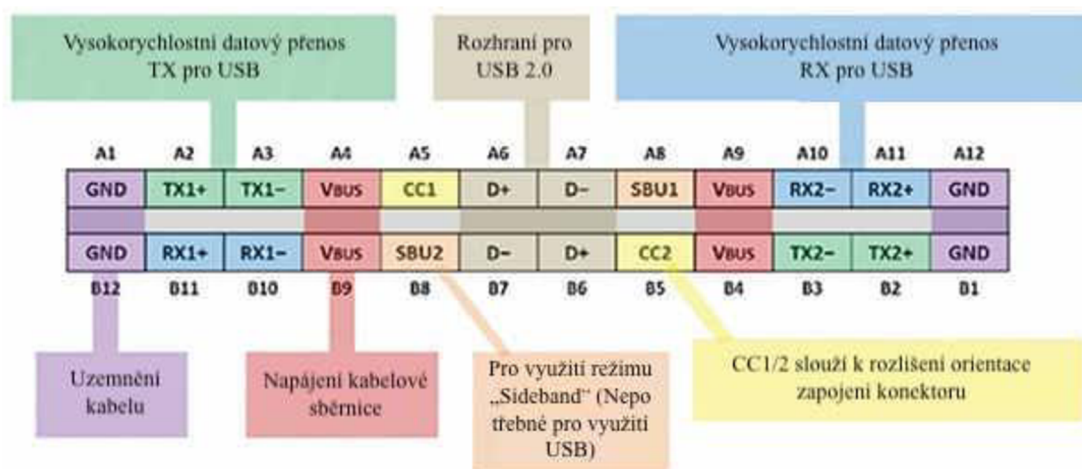 Vysokorychlostní datový přenos
TX pro USB
Rozhraní pro
USB 2.0
Vysokorychlostní datový přenos
RX pro USB
A1 A2 A3 A4 A5 A6 A7 A8 A9 A10 A11 A12
GND TX1+ TX1− VBUS CC1 D+ D− SBU1 VBUS RX2− RX2+ GND
GND RX1+ RX1− VBUS SBU2 D− D+ CC2 VBUS TX2− TX2+ GND
B12 B11 B10 B9 B8 B7 B6 B5 B4 B3 B2 B1
Uzemnění
kabelu
Napájení kabelové
sběrnice
Pro využití režimu
„Sideband“ (Nepo
třebné pro využití
USB)
CC1/2 slouží k rozlišení orientace
zapojení konektoru